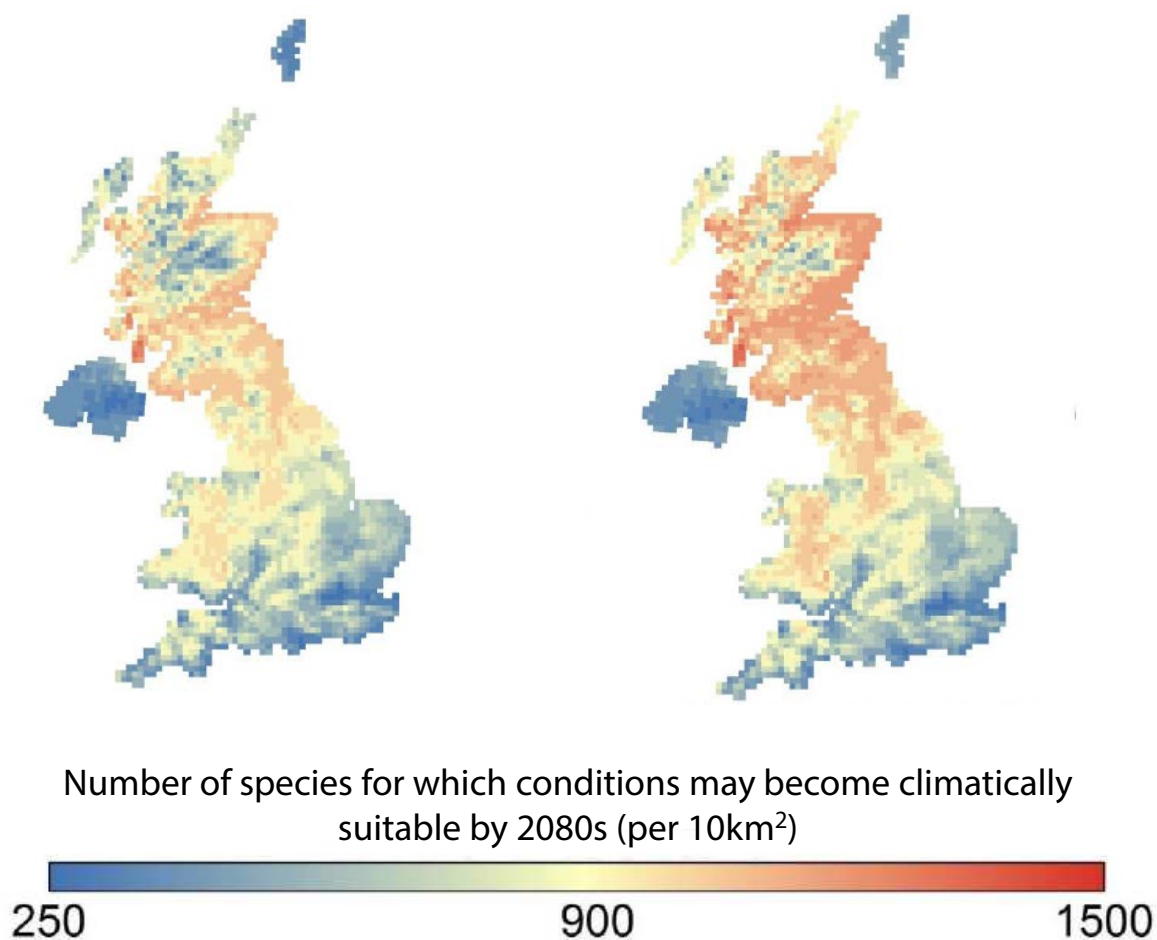 Number of species for which conditions may become climatically
suitable by 2080s (per 10km²)
250 900 1500